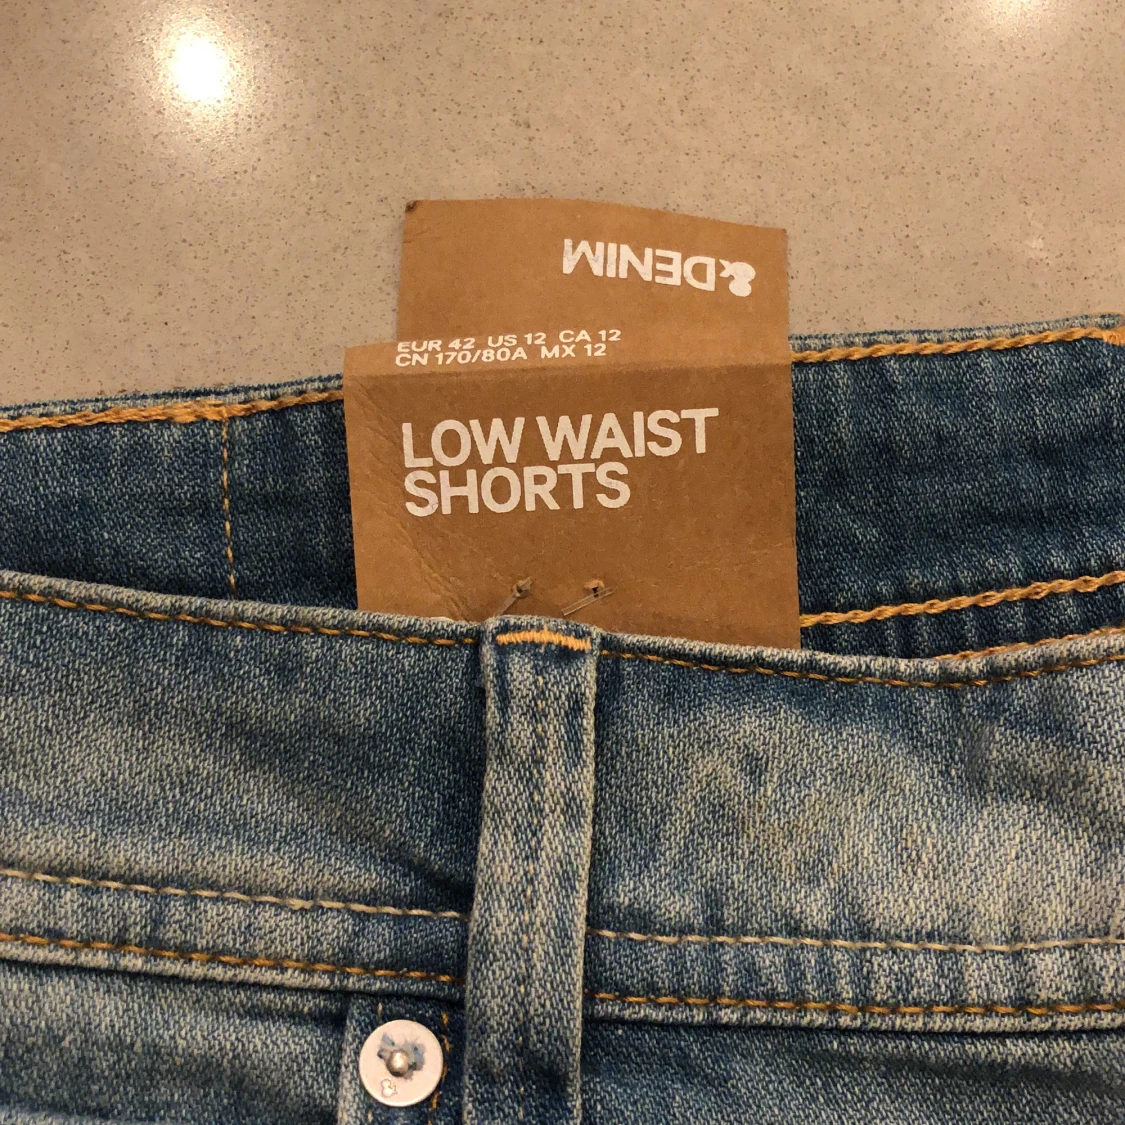 &DENIM
EUR 42 US 12 CA 12
CN 170/80A MX 12
LOW WAIST
SHORTS
&